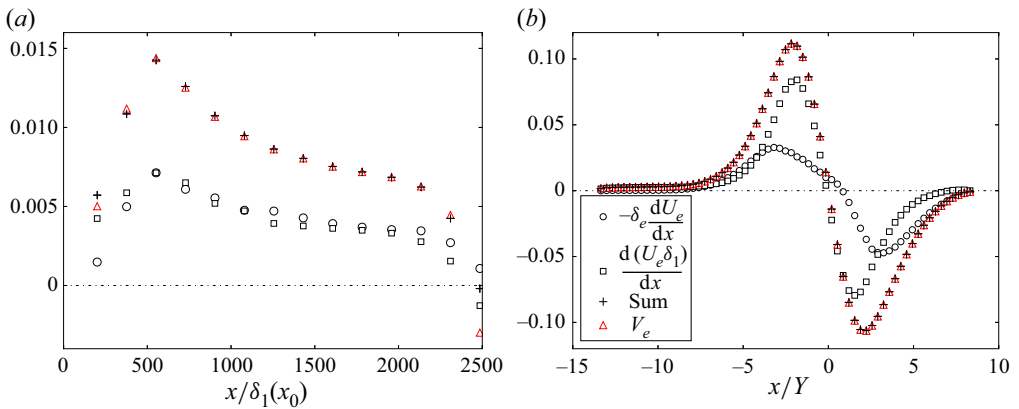 (a)
0.015
0.010
0.005
0
0 500 1000 1500 2000 2500
x/δ₁(x₀)
(b)
0.10
0.05
0
−0.05
−0.10
−δₑ dUₑ/dx
d(Uₑδ₁)/dx
Sum
Vₑ
−15 −10 −5 0 5 10
x/Y